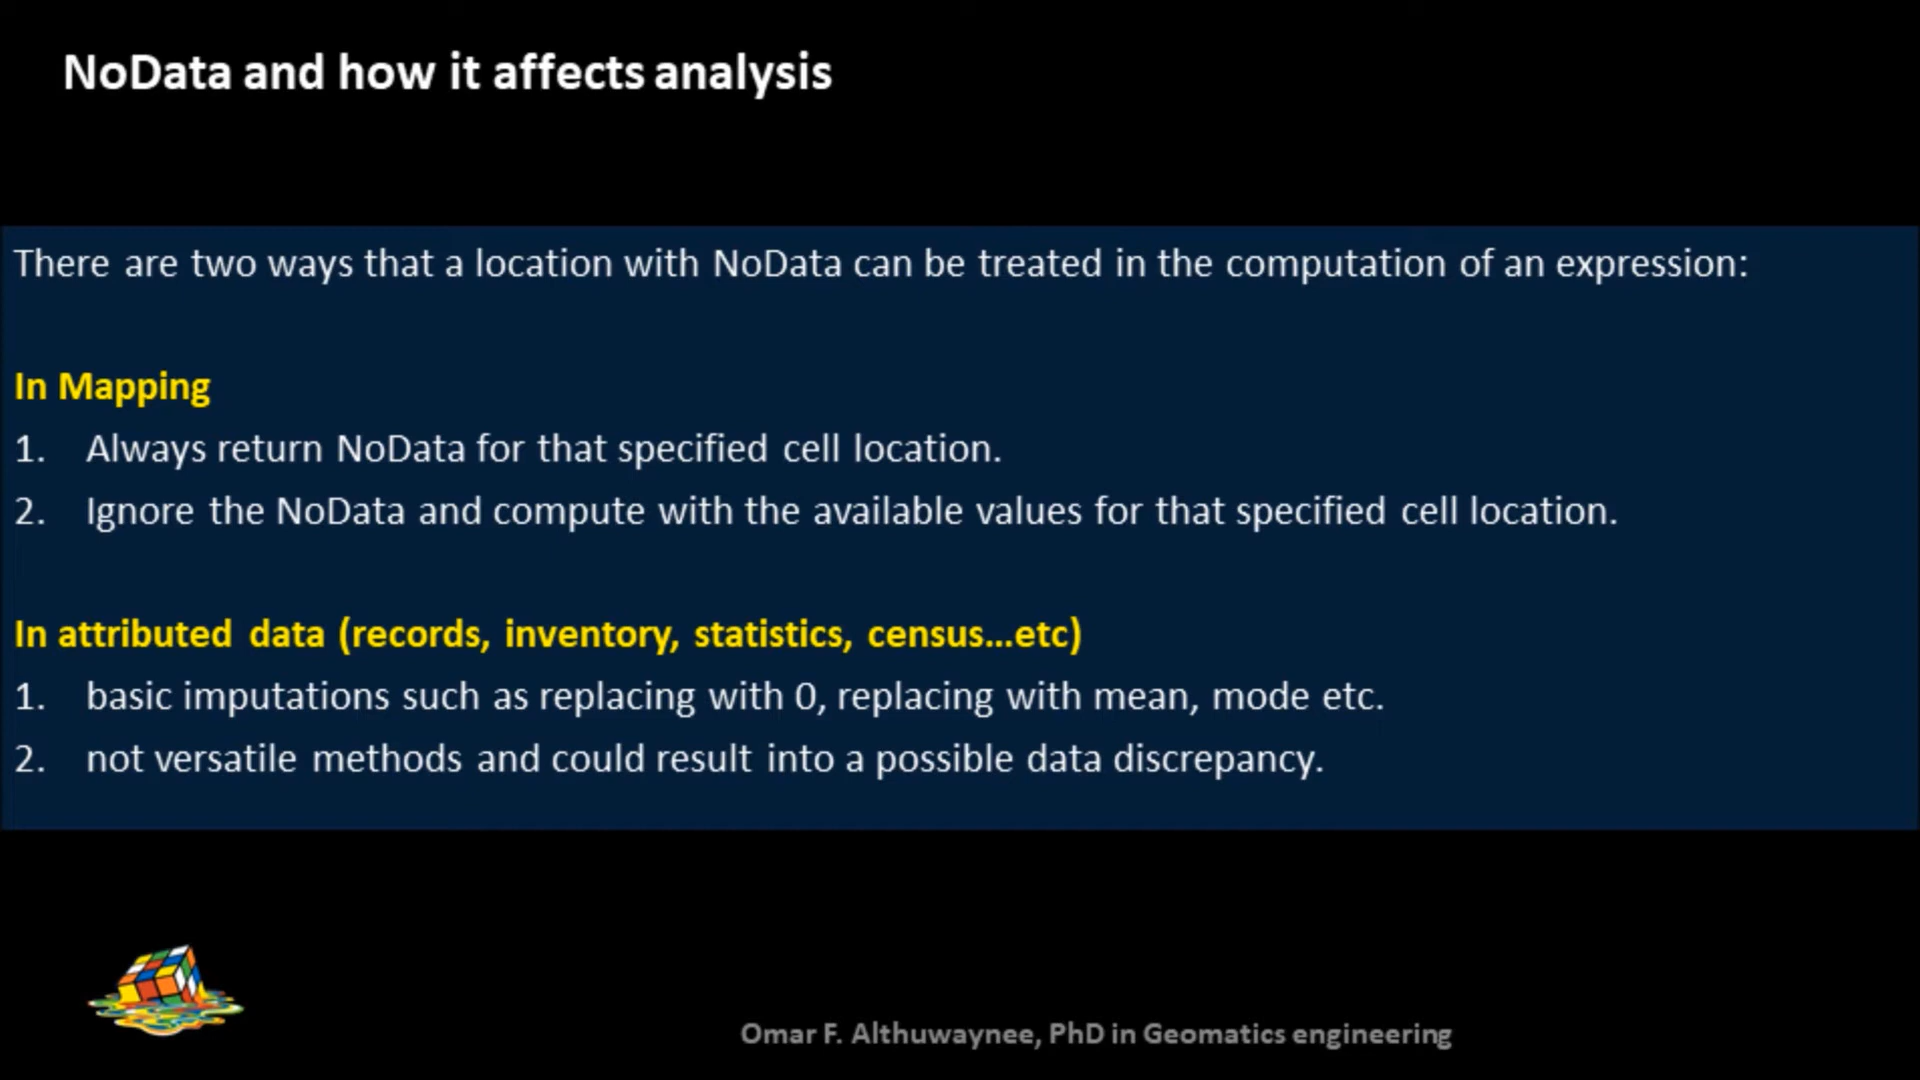 NoData and how it affects analysis
There are two ways that a location with NoData can be treated in the computation of an expression:
In Mapping
1. Always return NoData for that specified cell location.
2. Ignore the NoData and compute with the available values for that specified cell location.
In attributed data (records, inventory, statistics, census...etc)
1. basic imputations such as replacing with 0, replacing with mean, mode etc.
2. not versatile methods and could result into a possible data discrepancy.
Omar F. Althuwaynee, PhD in Geomatics engineering